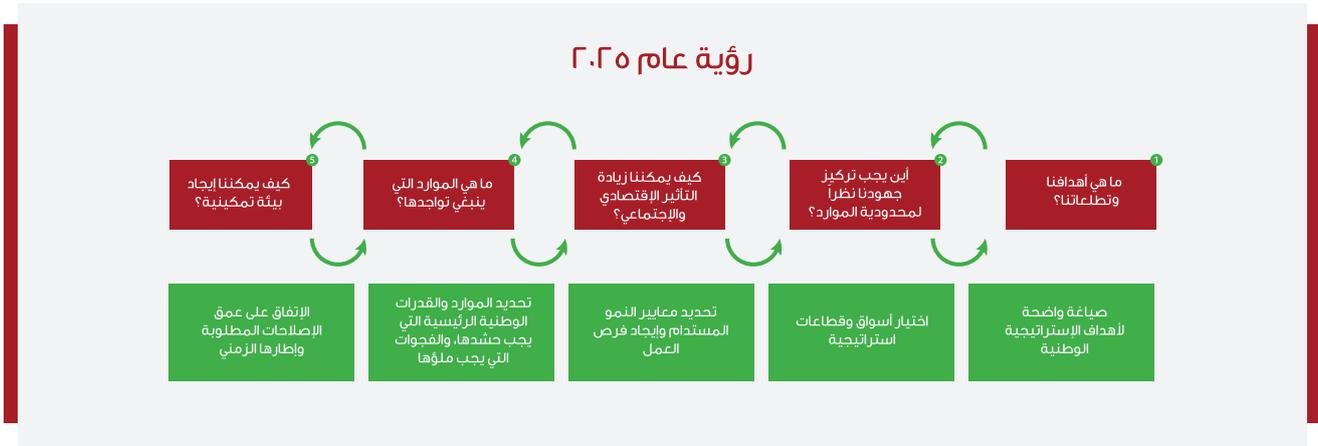 رؤية عام ٢٠٢٥
1
ما هي أهدافنا
وتطلعاتنا؟
2
أين يجب تركيز
جهودنا نظراً
لمحدودية الموارد؟
3
كيف يمكننا زيادة
التأثير الإقتصادي
والإجتماعي؟
4
ما هي الموارد التي
ينبغي تواجدها؟
5
كيف يمكننا إيجاد
بيئة تمكينية؟
صياغة واضحة
لأهداف الإستراتيجية
الوطنية
اختيار أسواق وقطاعات
استراتيجية
تحديد معايير النمو
المستدام وإيجاد فرص
العمل
تحديد الموارد والقدرات
الوطنية الرئيسية التي
يجب حشدها، والفجوات
التي يجب ملؤها
الإتفاق على عمق
الإصلاحات المطلوبة
وإطارها الزمني